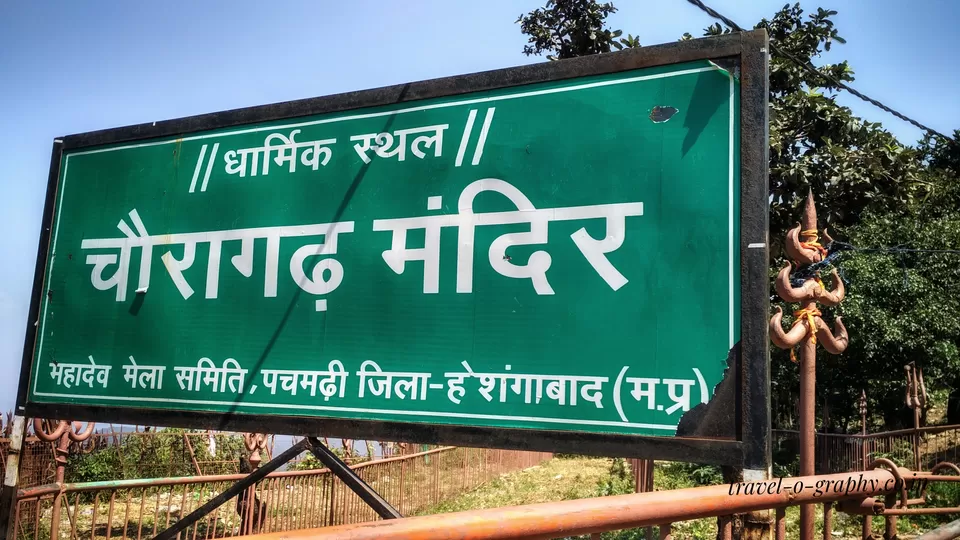 //धार्मिक स्थल//
चौरागढ़ मंदिर
भहादेव मेला समिति,पचमढ़ी जिला-हेशंगाबाद(म.प्र)
travel-o-graphy.com